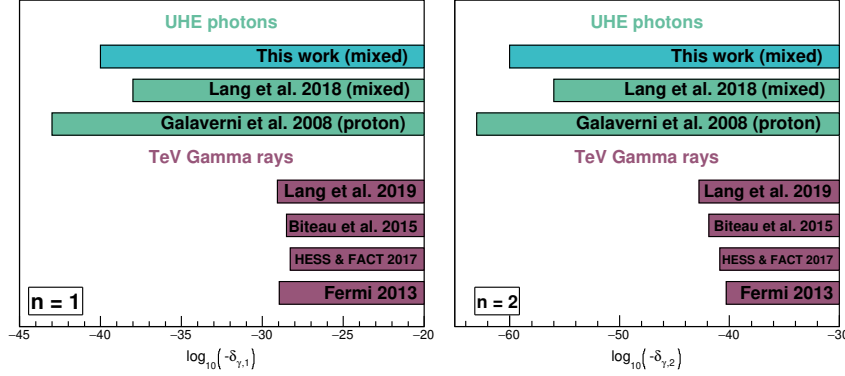 UHE photons
This work (mixed)
Lang et al. 2018 (mixed)
Galaverni et al. 2008 (proton)
TeV Gamma rays
Lang et al. 2019
Biteau et al. 2015
HESS & FACT 2017
Fermi 2013
n = 1
−45 −40 −35 −30 −25 −20
log₁₀(-δᵧ,₁)
UHE photons
This work (mixed)
Lang et al. 2018 (mixed)
Galaverni et al. 2008 (proton)
TeV Gamma rays
Lang et al. 2019
Biteau et al. 2015
HESS & FACT 2017
Fermi 2013
n = 2
−60 −50 −40 −30
log₁₀(-δᵧ,₂)